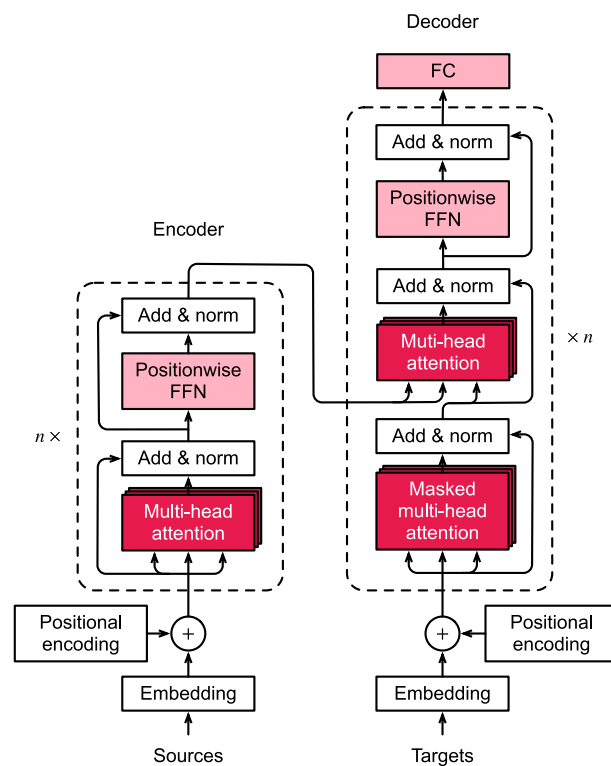 Decoder
FC
Add & norm
Positionwise
FFN
Add & norm
Muti-head
attention
× n
Add & norm
Masked
multi-head
attention
Positional
encoding
+
Embedding
Targets
Encoder
Add & norm
Positionwise
FFN
n ×
Add & norm
Multi-head
attention
Positional
encoding
+
Embedding
Sources